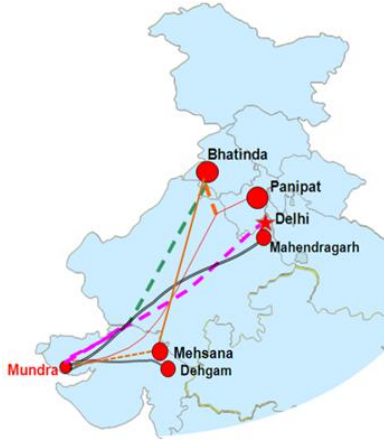 Bhatinda
Panipat
Delhi
Mahendragarh
Mehsana
Mundra
Dehgam